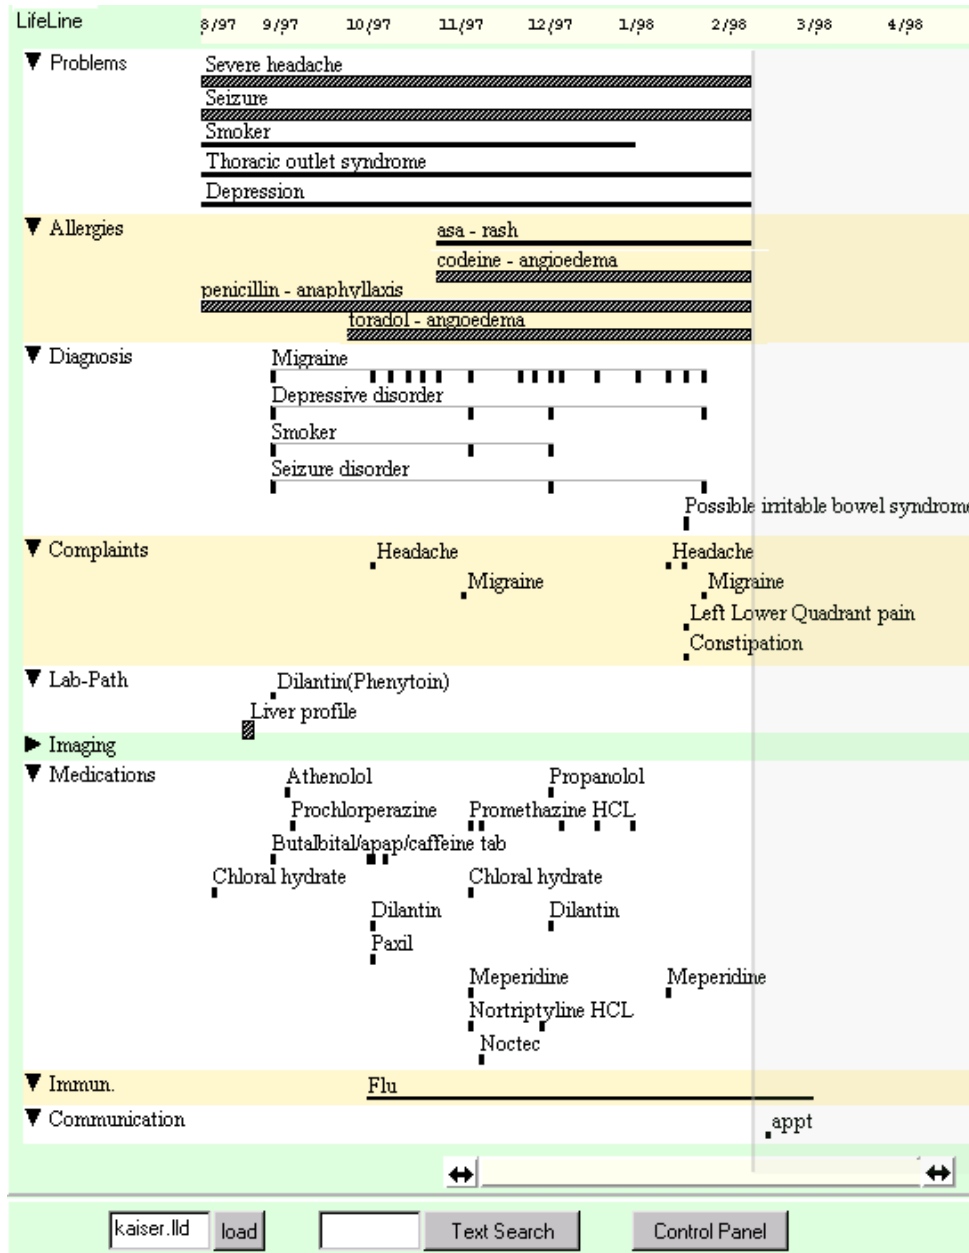 LifeLine 8/97 9/97 10/97 11/97 12/97 1/98 2/98 3/98 4/98
Problems Severe headache
Seizure
Smoker
Thoracic outlet syndrome
Depression
Allergies asa - rash
codeine - angioedema
penicillin - anaphyllaxis
toradol - angioedema
Diagnosis Migraine
Depressive disorder
Smoker
Seizure disorder
Possible irritable bowel syndrome
Complaints Headache Headache
Migraine Migraine
Left Lower Quadrant pain
Constipation
Lab-Path Dilantin(Phenytoin)
Liver profile
Imaging
Medications Athenolol Propanolol
Prochlorperazine Promethazine HCL
Butalbital/apap/caffeine tab
Chloral hydrate Chloral hydrate
Dilantin Dilantin
Paxil
Meperidine Meperidine
Nortriptyline HCL
Noctec
Immun. Flu
Communication appt
kaiser.lld load Text Search Control Panel